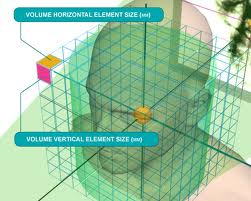 VOLUME HORIZONTAL ELEMENT SIZE (MM)
VOLUME VERTICAL ELEMENT SIZE (MM)